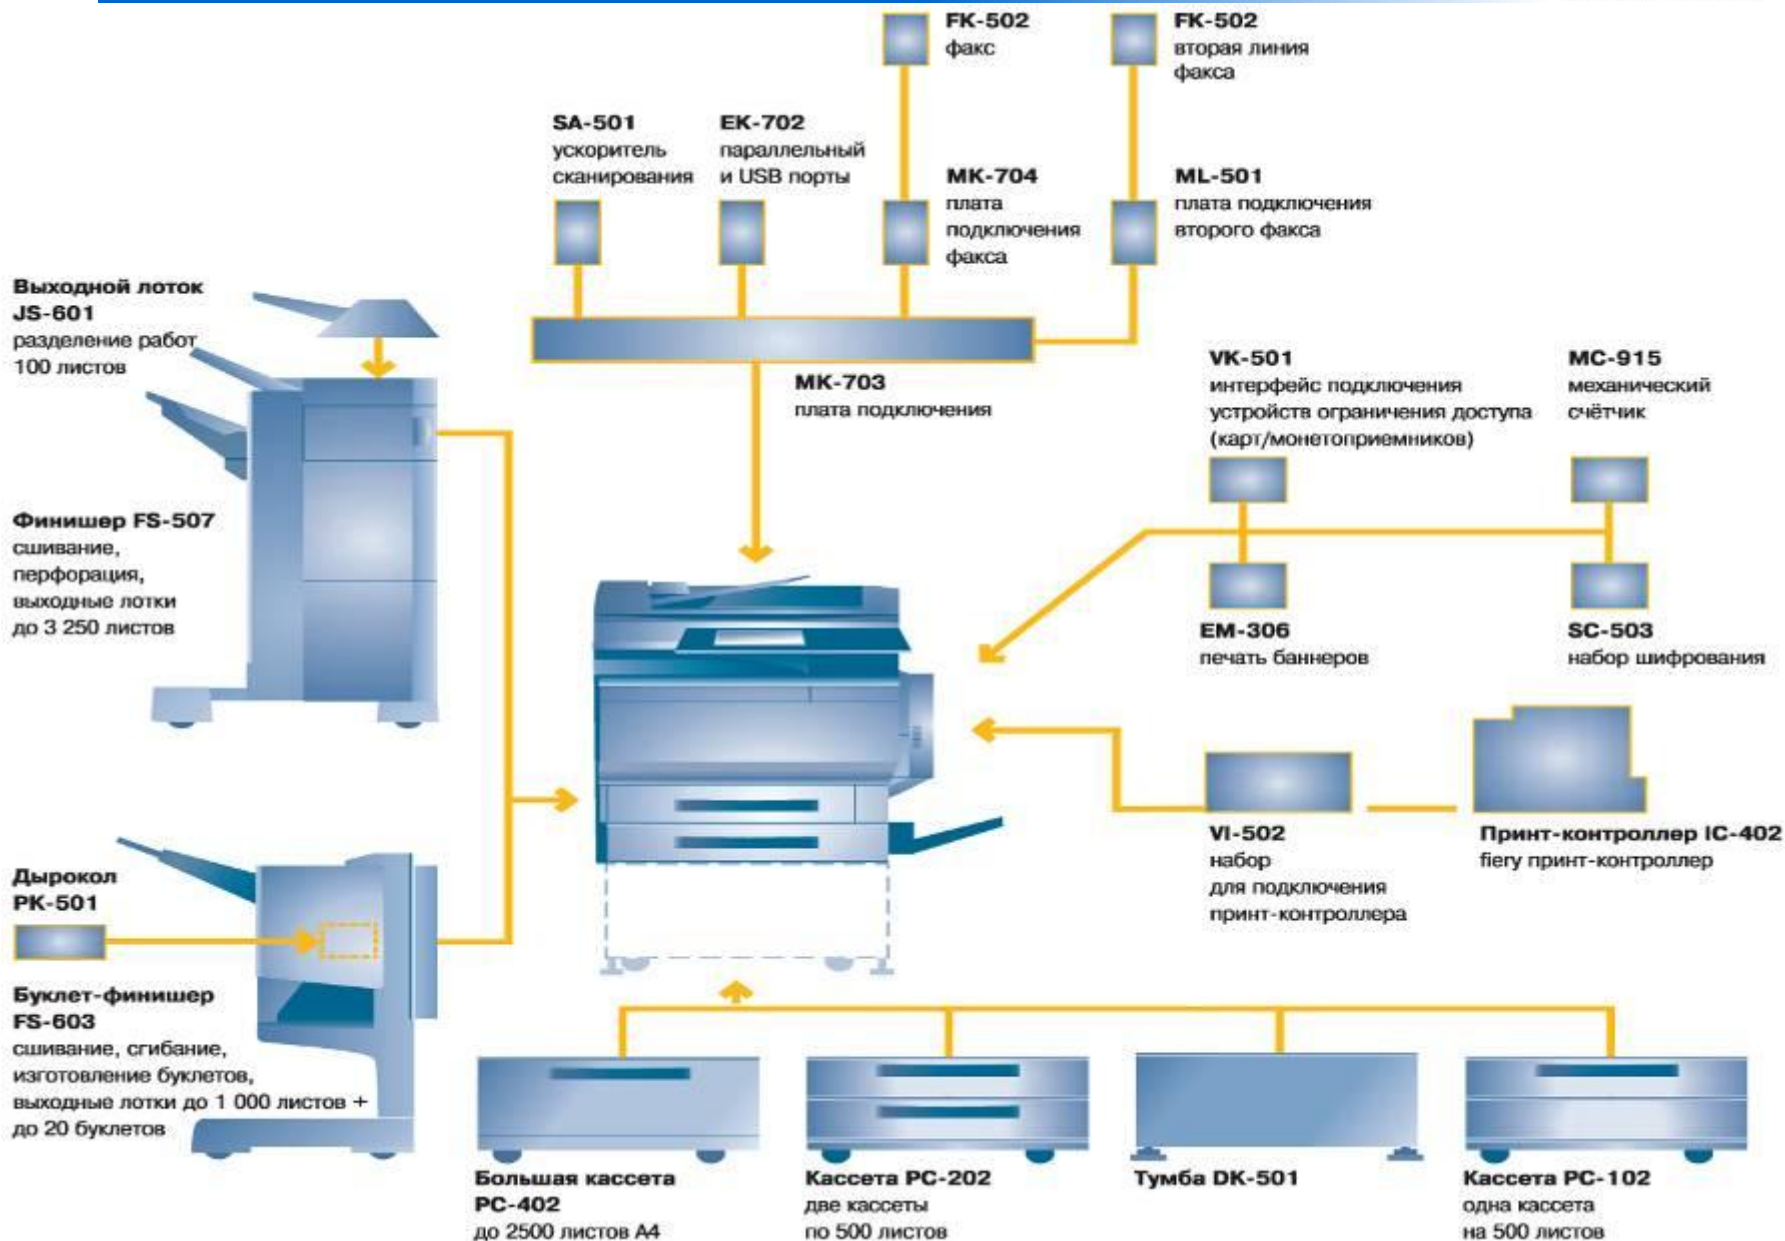 FK-502
факс
FK-502
вторая линия
факса
SA-501
ускоритель
сканирования
EK-702
параллельный
и USB порты
MK-704
плата
подключения
факса
ML-501
плата подключения
второго факса
Выходной лоток
JS-601
разделение работ
100 листов
MK-703
плата подключения
VK-501
интерфейс подключения
устройств ограничения доступа
(карт/монетоприемников)
MC-915
механический
счётчик
Финишер FS-507
сшивание,
перфорация,
выходные лотки
до 3 250 листов
EM-306
печать баннеров
SC-503
набор шифрования
VI-502
набор
для подключения
принт-контроллера
Принт-контроллер IC-402
fiery принт-контроллер
Дырокол
PK-501
Буклет-финишер
FS-603
сшивание, сгибание,
изготовление буклетов,
выходные лотки до 1 000 листов +
до 20 буклетов
Большая кассета
PC-402
до 2500 листов А4
Кассета PC-202
две кассеты
по 500 листов
Тумба DK-501
Кассета PC-102
одна кассета
на 500 листов